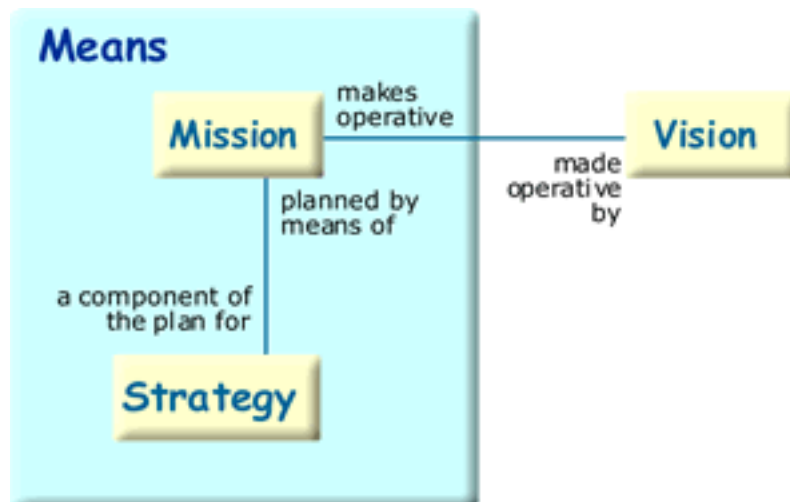 Means
makes
operative
Mission
Vision
made
operative
by
planned by
means of
a component of
the plan for
Strategy